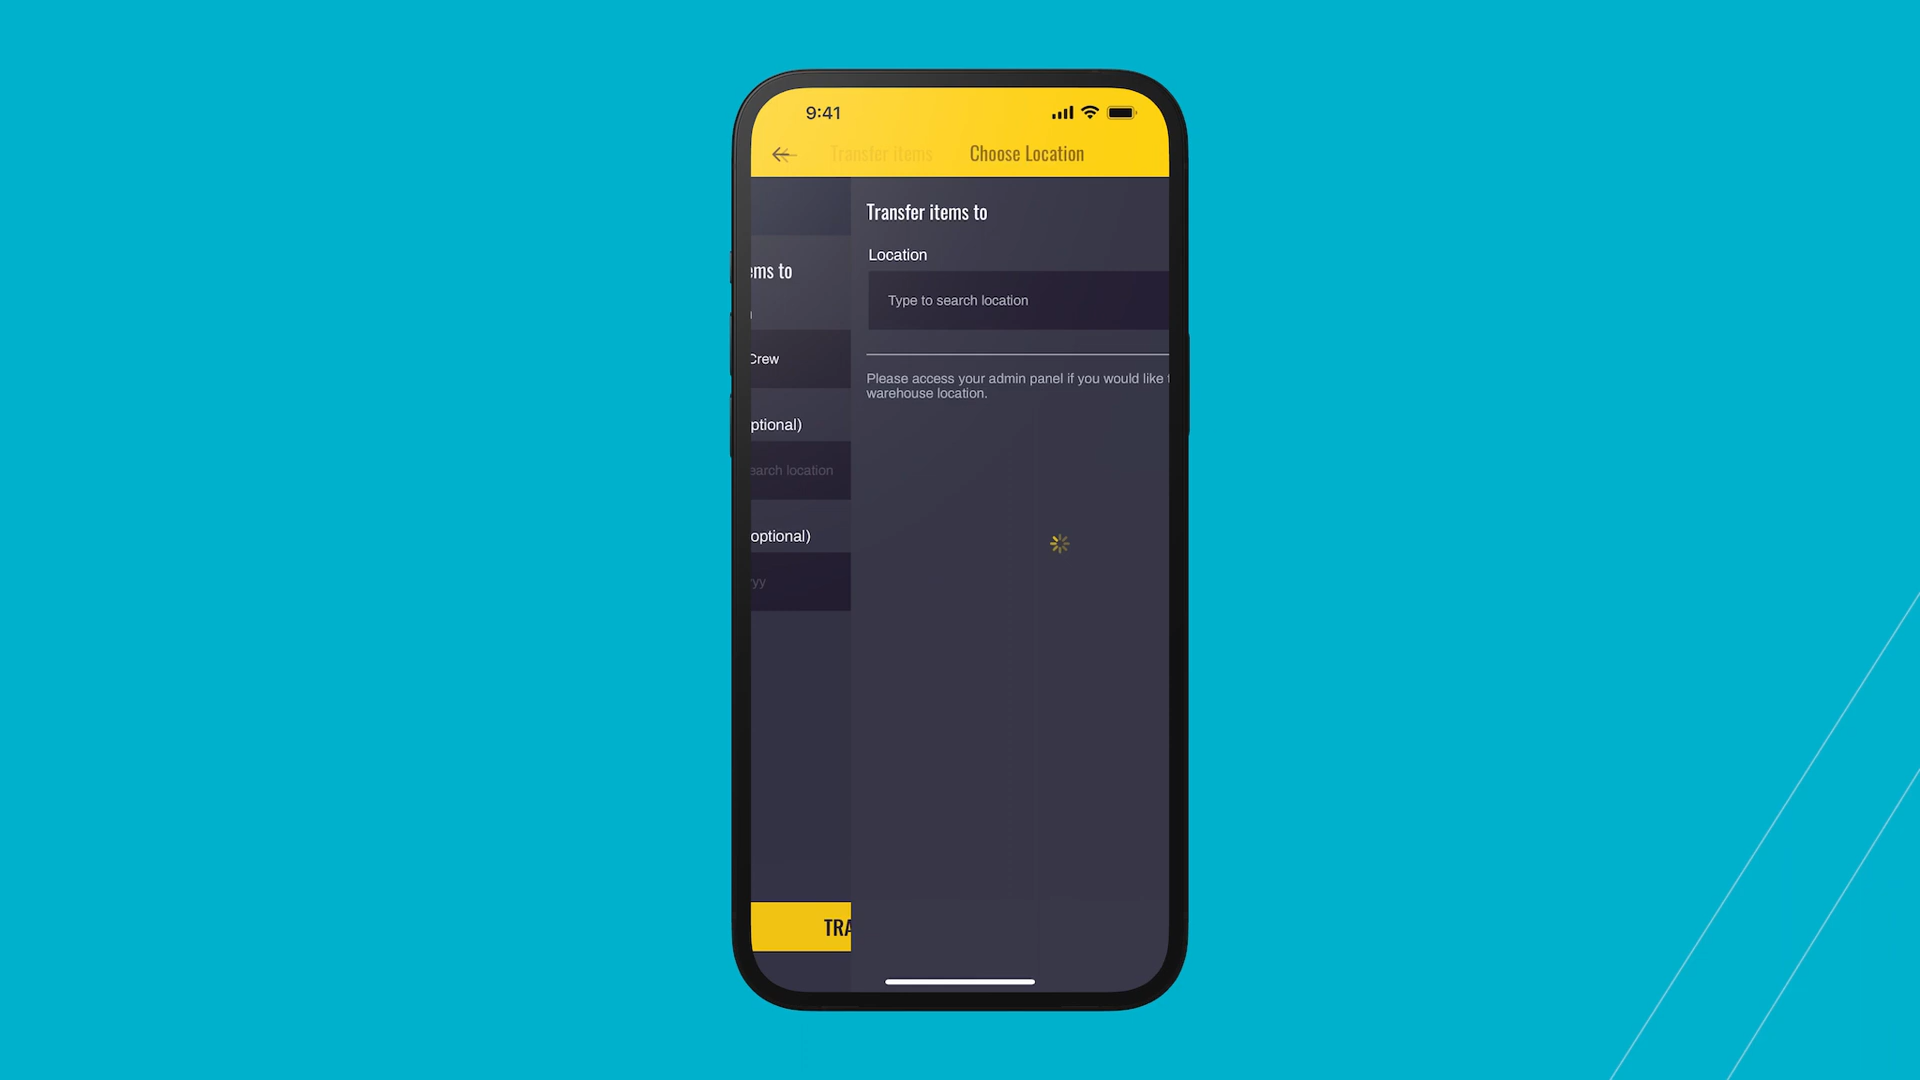 9:41
Transfer items
Choose Location
Transfer items to
Location
Type to search location
Please access your admin panel if you would like
warehouse location.
ems to
Crew
ptional)
earch location
optional)
yy
TRA